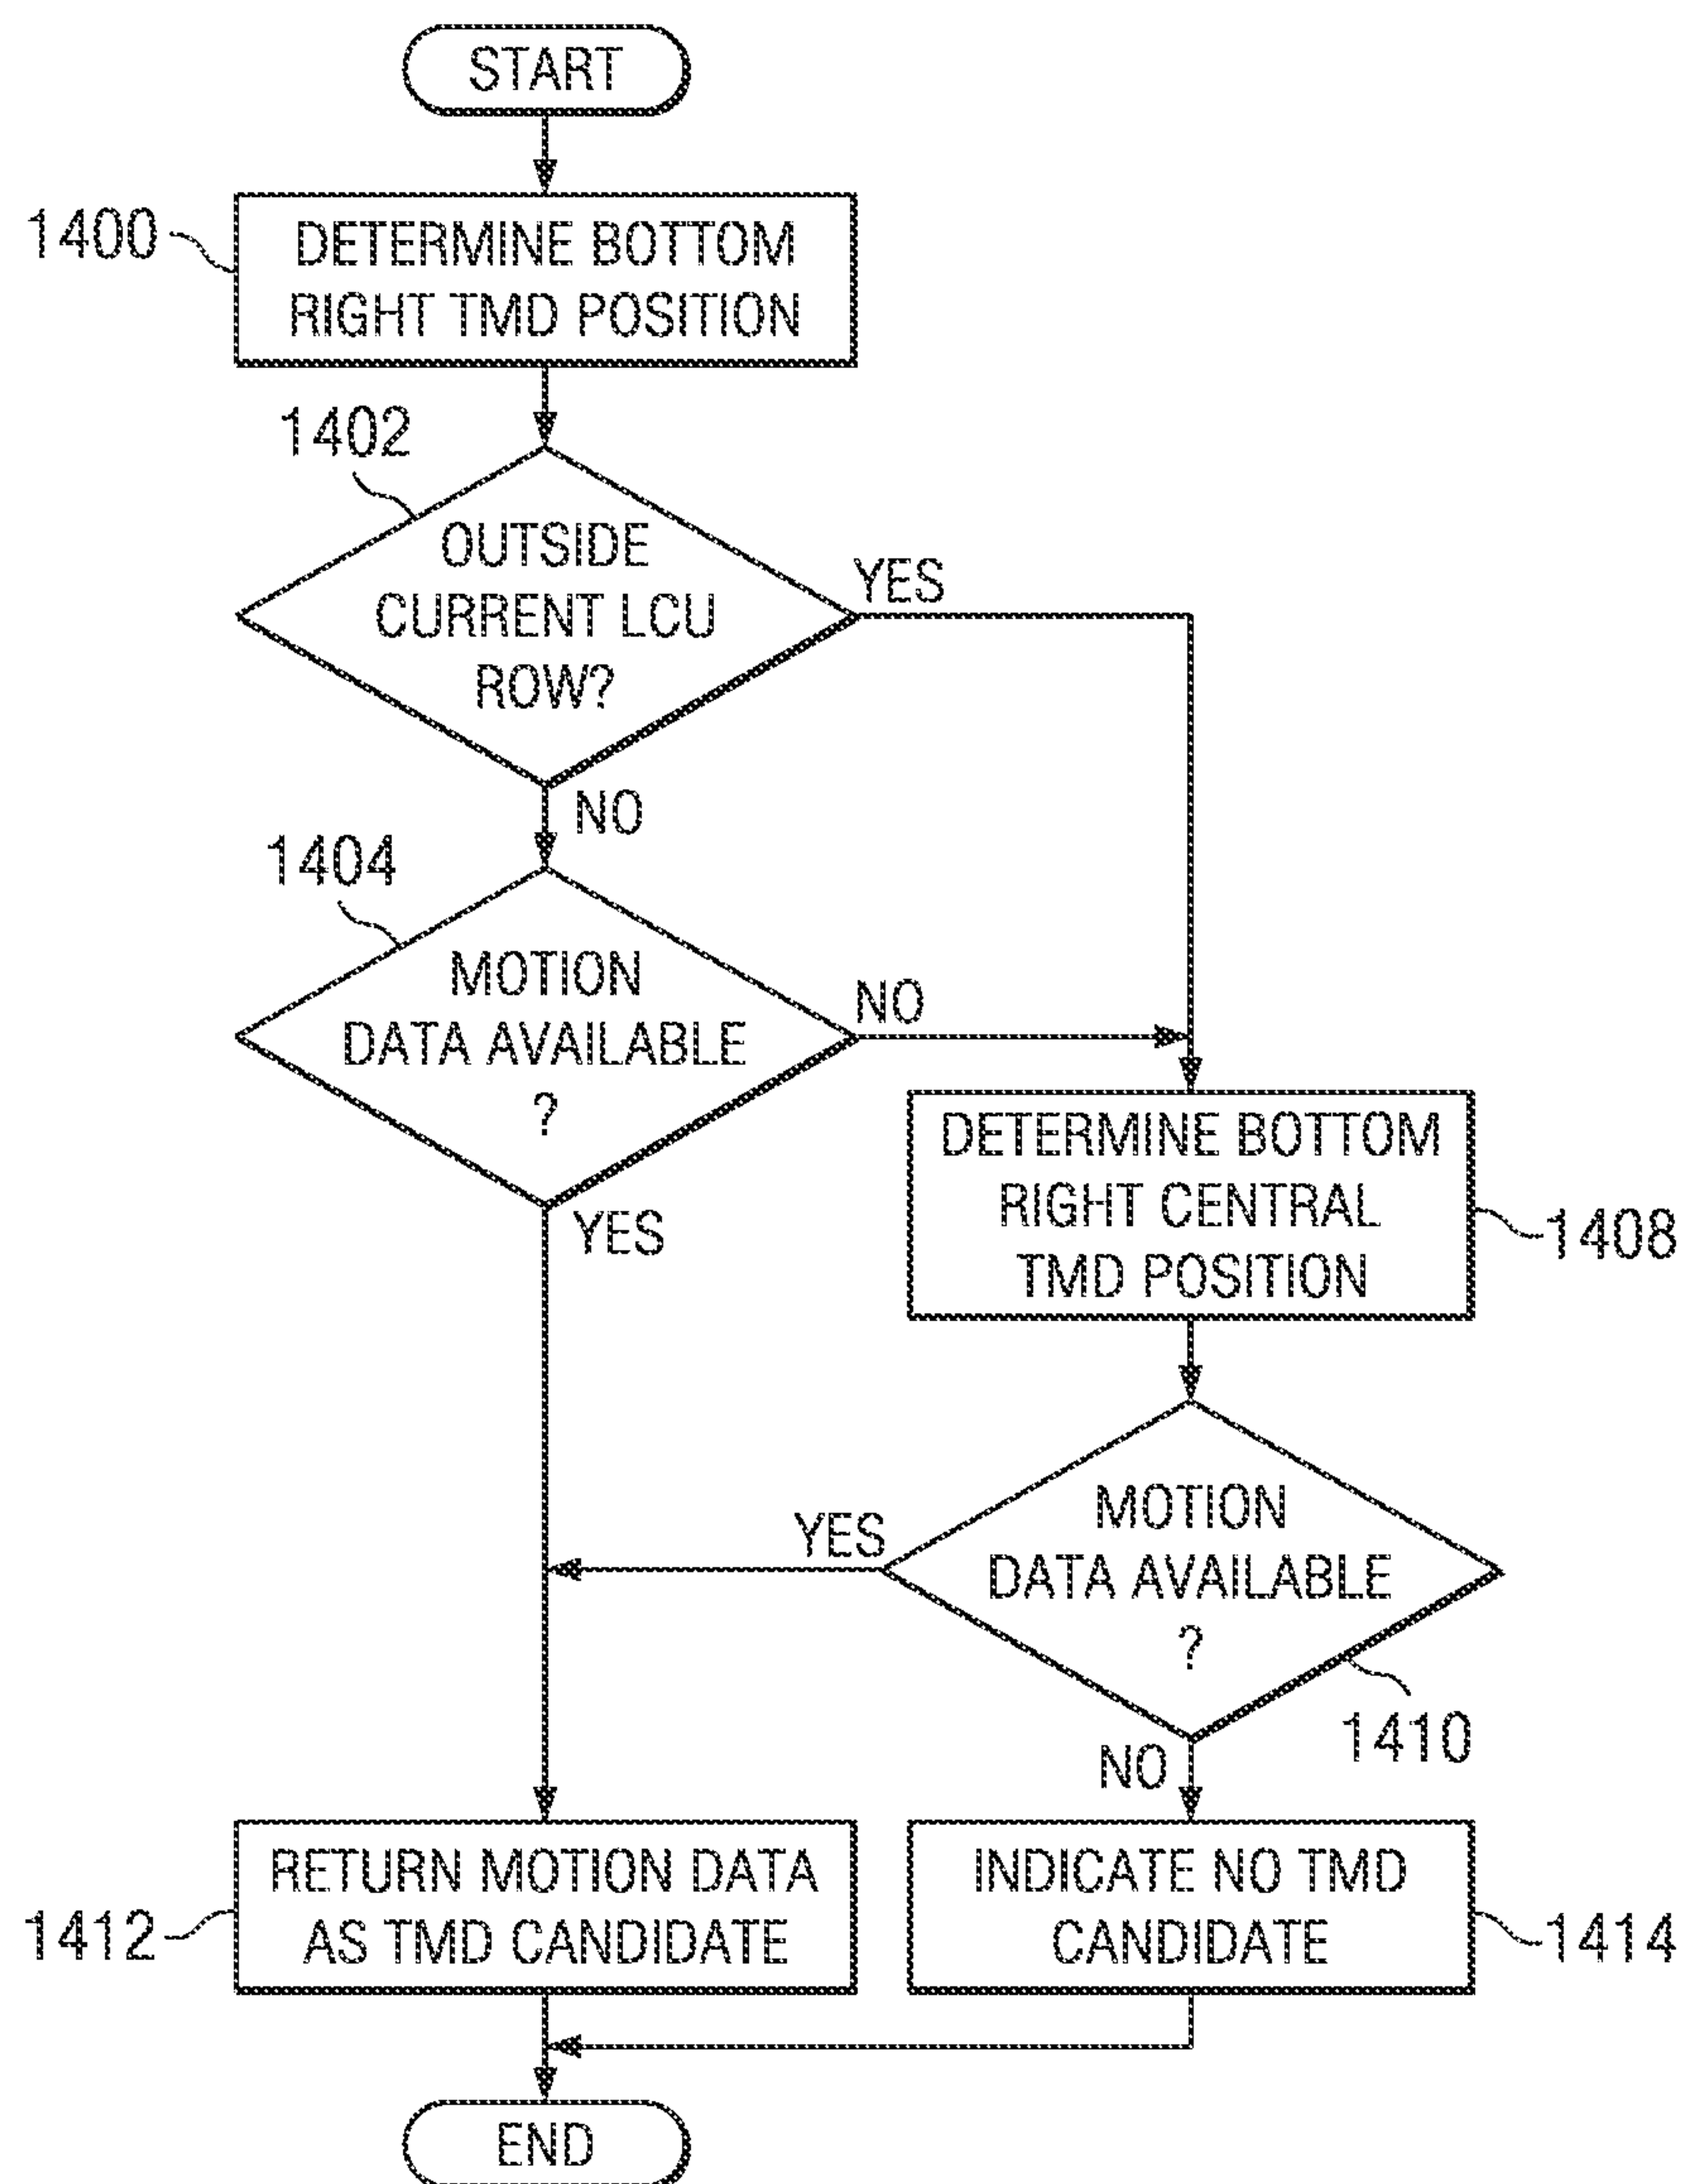 START
1400
DETERMINE BOTTOM
RIGHT TMD POSITION
1402
OUTSIDE
CURRENT LCU
ROW?
YES
NO
1404
MOTION
DATA AVAILABLE
?
NO
YES
DETERMINE BOTTOM
RIGHT CENTRAL
TMD POSITION
1408
MOTION
DATA AVAILABLE
?
YES
1410
NO
RETURN MOTION DATA
AS TMD CANDIDATE
1412
INDICATE NO TMD
CANDIDATE
1414
END